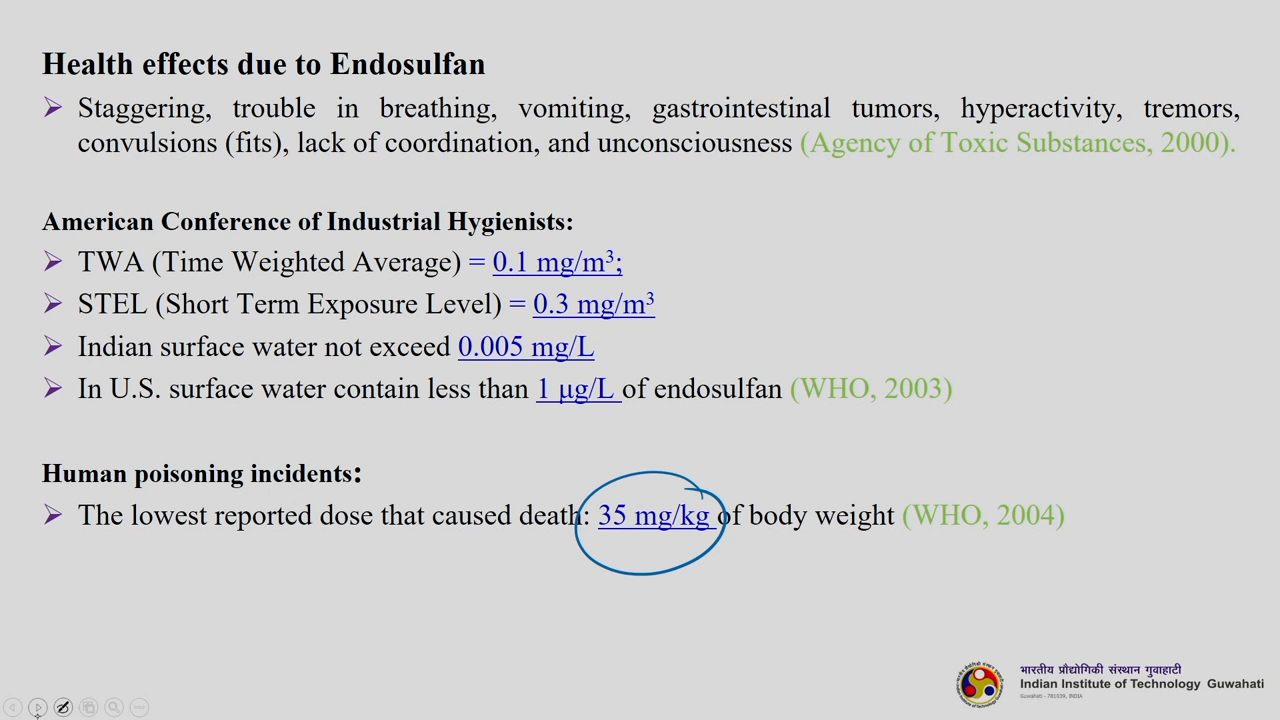 Health effects due to Endosulfan
➢ Staggering, trouble in breathing, vomiting, gastrointestinal tumors, hyperactivity, tremors,
convulsions (fits), lack of coordination, and unconsciousness (Agency of Toxic Substances, 2000).
American Conference of Industrial Hygienists:
➢ TWA (Time Weighted Average) = 0.1 mg/m³;
➢ STEL (Short Term Exposure Level) = 0.3 mg/m³
➢ Indian surface water not exceed 0.005 mg/L
➢ In U.S. surface water contain less than 1 μg/L of endosulfan (WHO, 2003)
Human poisoning incidents:
➢ The lowest reported dose that caused death: 35 mg/kg of body weight (WHO, 2004)
भारतीय प्रौद्योगिकी संस्थान गुवाहाटी
Indian Institute of Technology Guwahati
Guwahati - 781039, INDIA